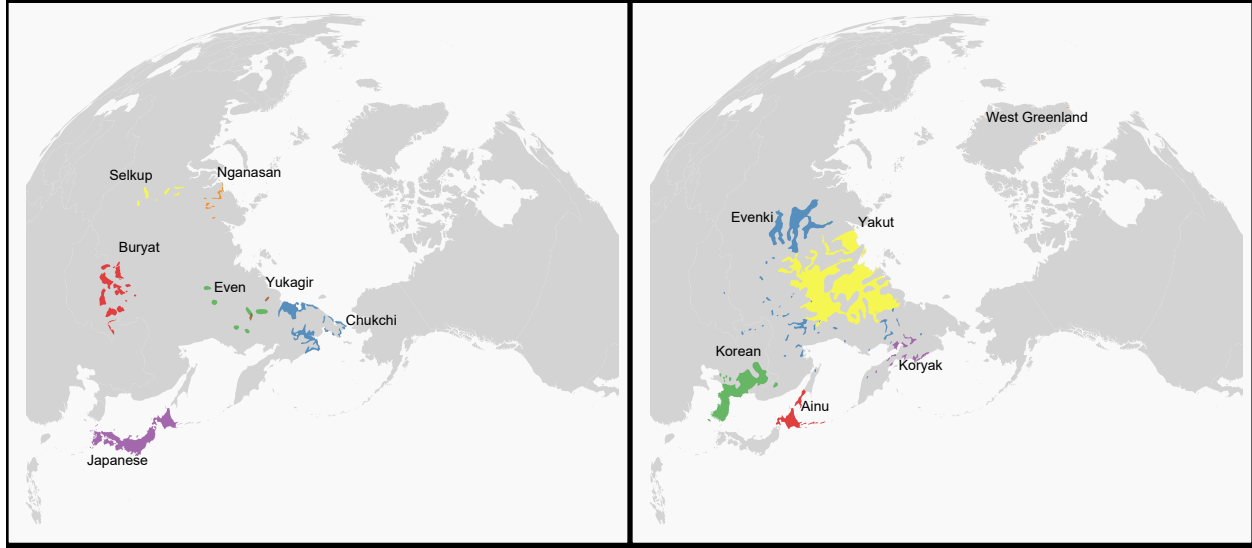 Selkup
Nganasan
Buryat
Even
Yukagir
Chukchi
Japanese
West Greenland
Evenki
Yakut
Korean
Koryak
Ainu